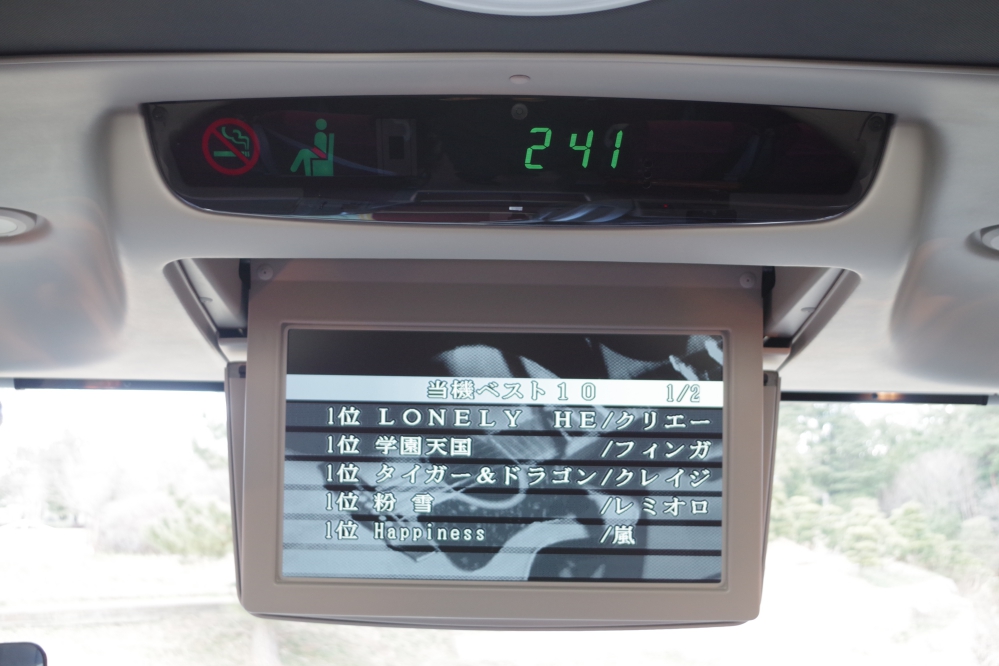 241
当機ベスト10 1/2
1位 LONELY HE/クリエー
1位 学園天国 /フィンガ
1位 タイガー&ドラゴン/クレイジ
1位 粉雪 /レミオロ
1位 Happiness /嵐